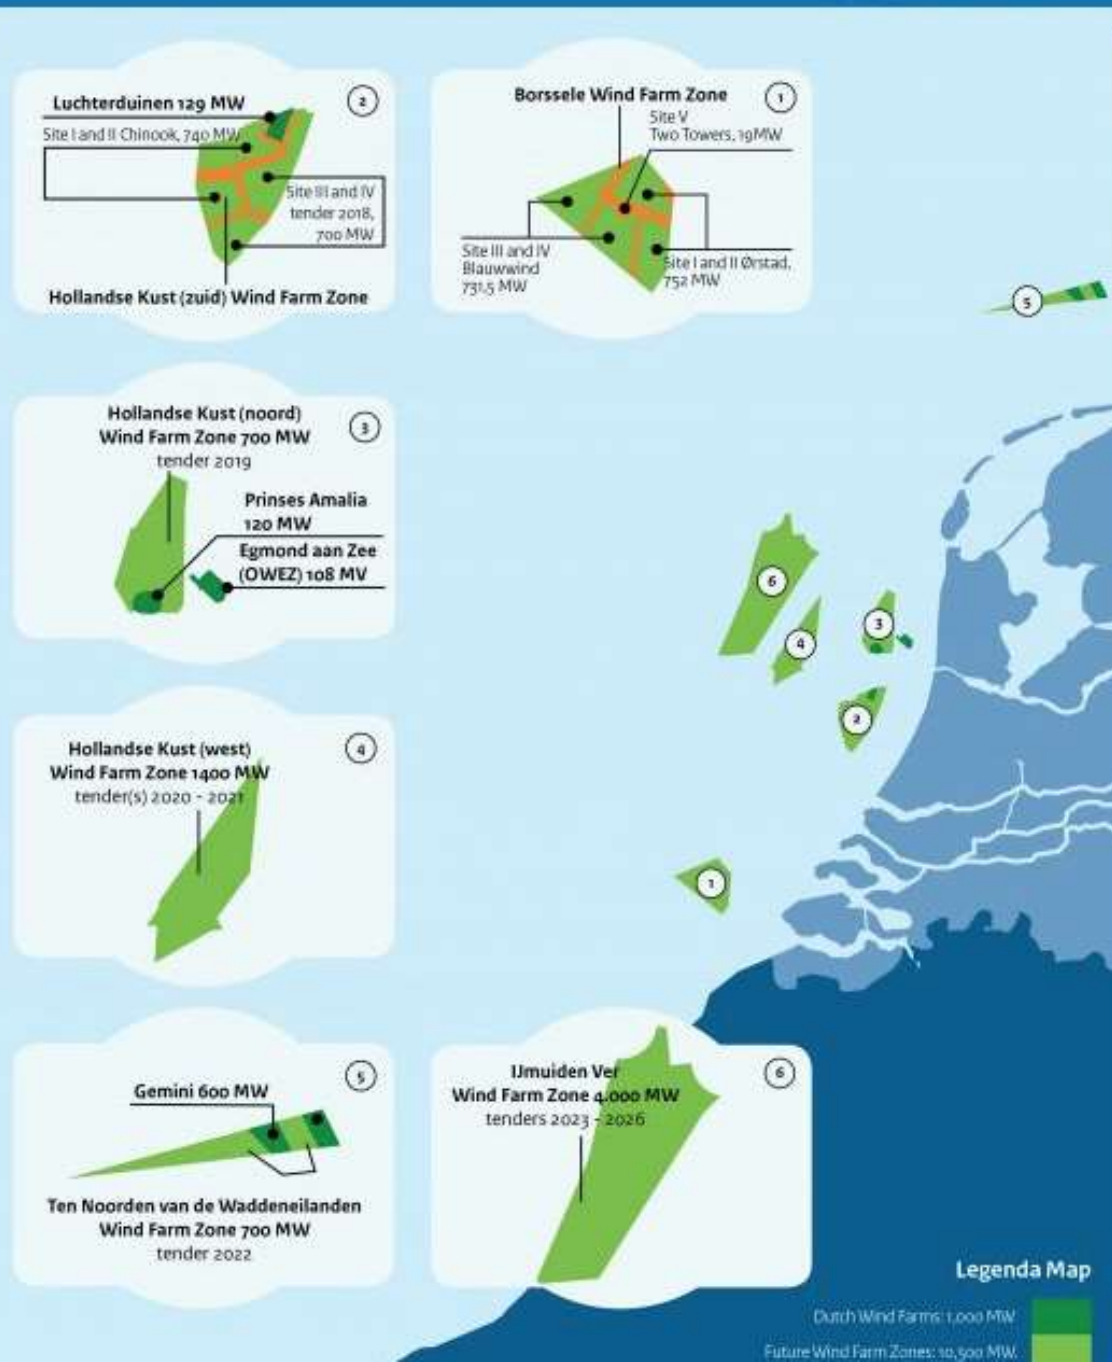 Luchterduinen 129 MW
2
Site I and II Chinook, 740 MW
Site III and IV
tender 2018,
700 MW
Hollandse Kust (zuid) Wind Farm Zone
Borssele Wind Farm Zone
1
Site V
Two Towers, 19MW
Site III and IV
Blauwwind
731,5 MW
Site I and II Ørstad,
752 MW
5
Hollandse Kust (noord)
Wind Farm Zone 700 MW
tender 2019
3
Prinses Amalia
120 MW
Egmond aan Zee
(OWEZ) 108 MV
6
4
3
2
1
Hollandse Kust (west)
Wind Farm Zone 1400 MW
tender(s) 2020 - 2021
4
Gemini 600 MW
5
Ten Noorden van de Waddeneilanden
Wind Farm Zone 700 MW
tender 2022
IJmuiden Ver
Wind Farm Zone 4.000 MW
tenders 2023 - 2026
6
Legenda Map
Dutch Wind Farms: 1,000 MW
Future Wind Farm Zones: 10,500 MW.